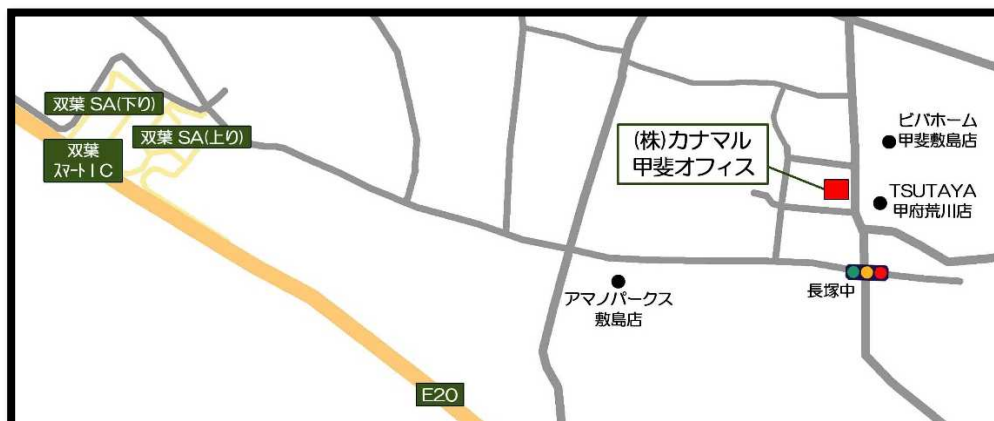 双葉 SA(下り)
双葉 SA(上り)
双葉
ｽﾏｰﾄＩＣ
(株)カナマル
甲斐オフィス
ビバホーム
甲斐敷島店
TSUTAYA
甲府荒川店
長塚中
アマノパークス
敷島店
E20